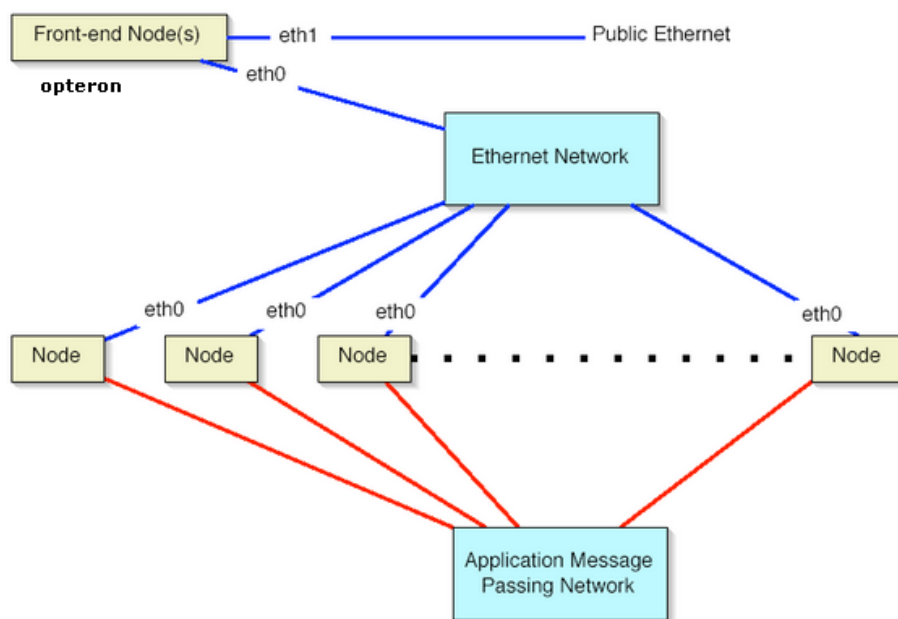 Front-end Node(s)
eth1
Public Ethernet
opteron
eth0
Ethernet Network
eth0
eth0
eth0
eth0
Node
Node
Node
Node
Application Message
Passing Network